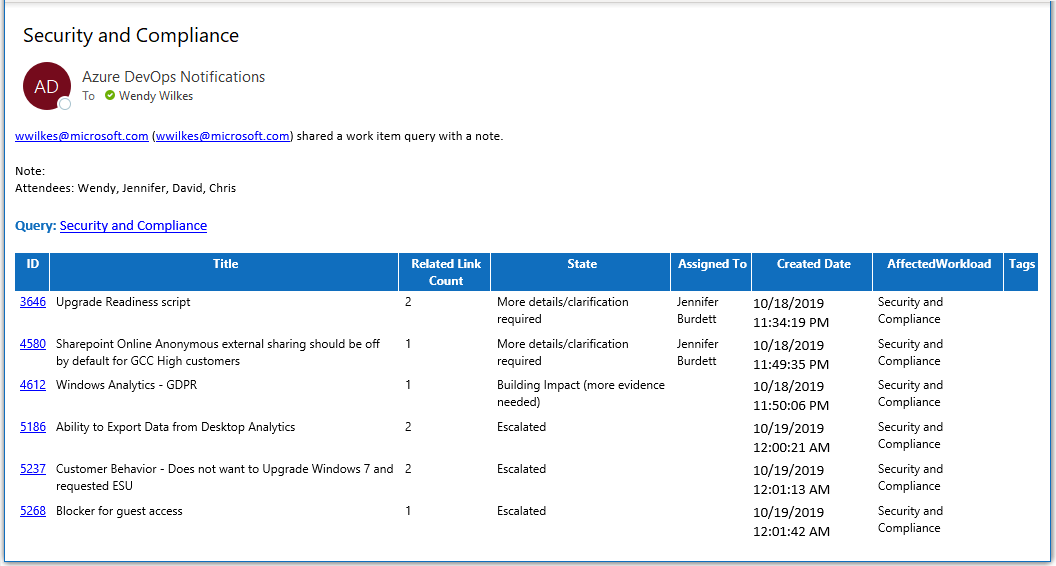 Security and Compliance
AD
Azure DevOps Notifications
To Wendy Wilkes
wwilkes@microsoft.com (wwilkes@microsoft.com) shared a work item query with a note.
Note:
Attendees: Wendy, Jennifer, David, Chris
Query: Security and Compliance
ID Title Related Link Count State Assigned To Created Date AffectedWorkload Tags
3646 Upgrade Readiness script 2 More details/clarification Jennifer 10/18/2019 Security and
required Burdett 11:34:19 PM Compliance
4580 Sharepoint Online Anonymous external sharing should be off 1 More details/clarification Jennifer 10/18/2019 Security and
by default for GCC High customers required Burdett 11:49:35 PM Compliance
4612 Windows Analytics - GDPR 1 Building Impact (more evidence 10/18/2019 Security and
needed) 11:50:06 PM Compliance
5186 Ability to Export Data from Desktop Analytics 2 Escalated 10/19/2019 Security and
12:00:21 AM Compliance
5237 Customer Behavior - Does not want to Upgrade Windows 7 and 2 Escalated 10/19/2019 Security and
requested ESU 12:01:13 AM Compliance
5268 Blocker for guest access 1 Escalated 10/19/2019 Security and
12:01:42 AM Compliance